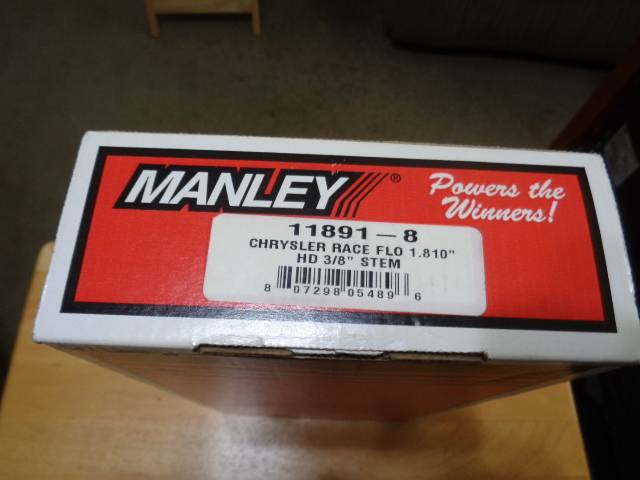 MANLEY®
Powers the
Winners!
11891-8
CHRYSLER RACE FLO 1.810"
HD 3/8" STEM
8 07298 05489 6